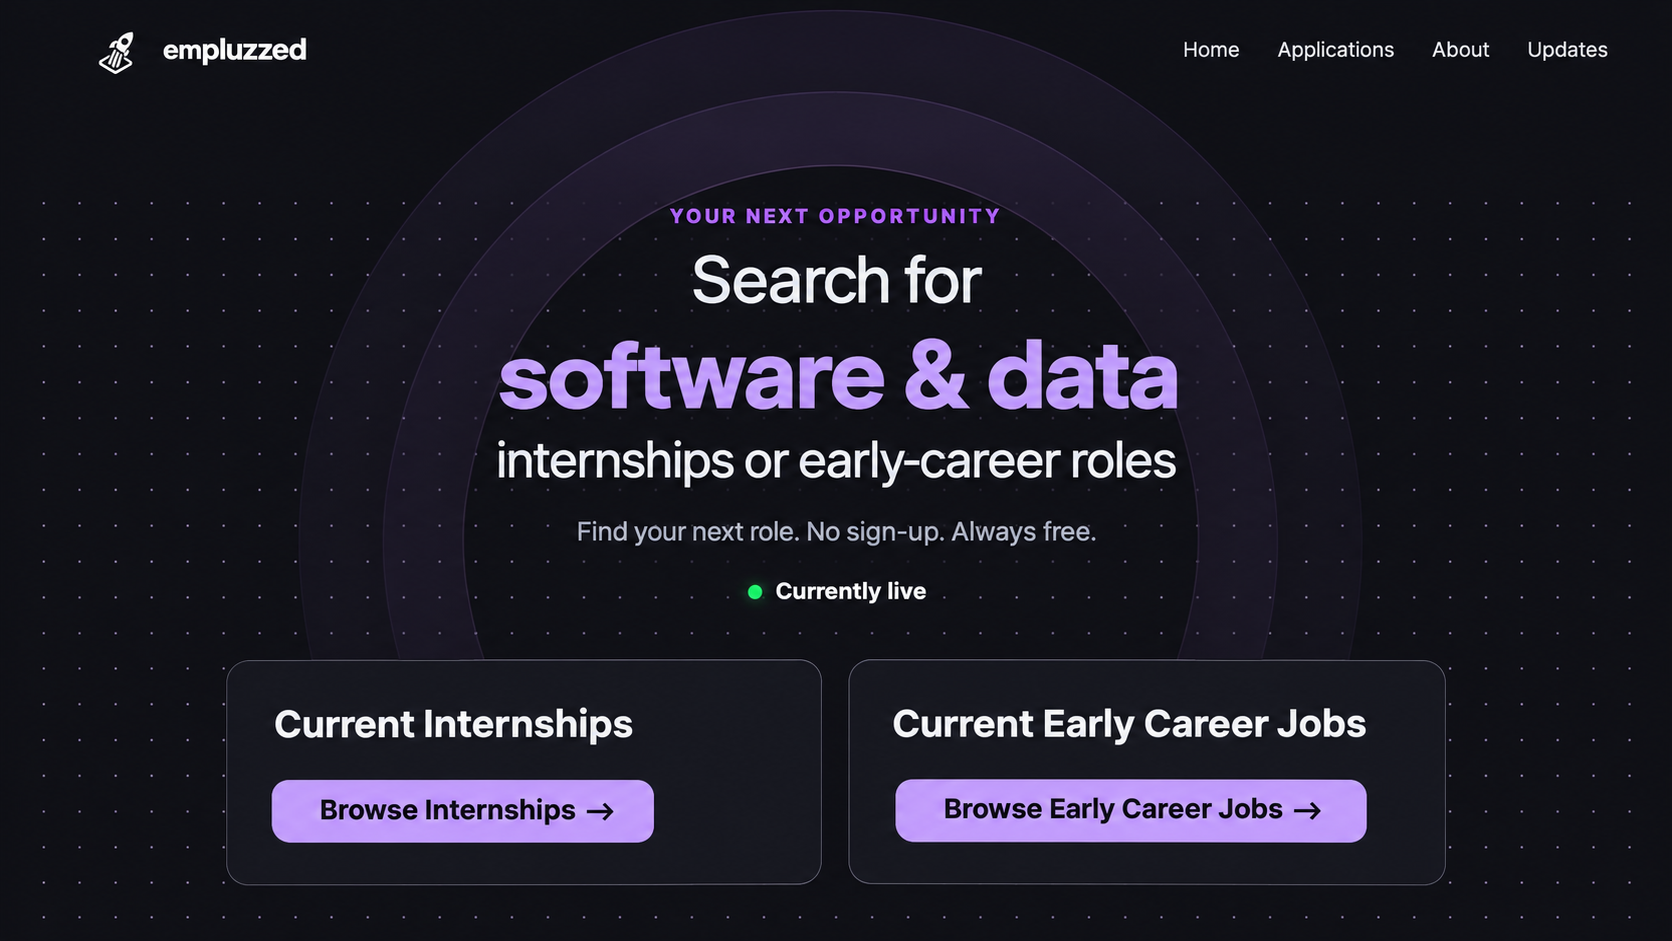 empluzzed
Home Applications About Updates
YOUR NEXT OPPORTUNITY
Search for
software & data
internships or early-career roles
Find your next role. No sign-up. Always free.
Currently live
Current Internships
Browse Internships →
Current Early Career Jobs
Browse Early Career Jobs →